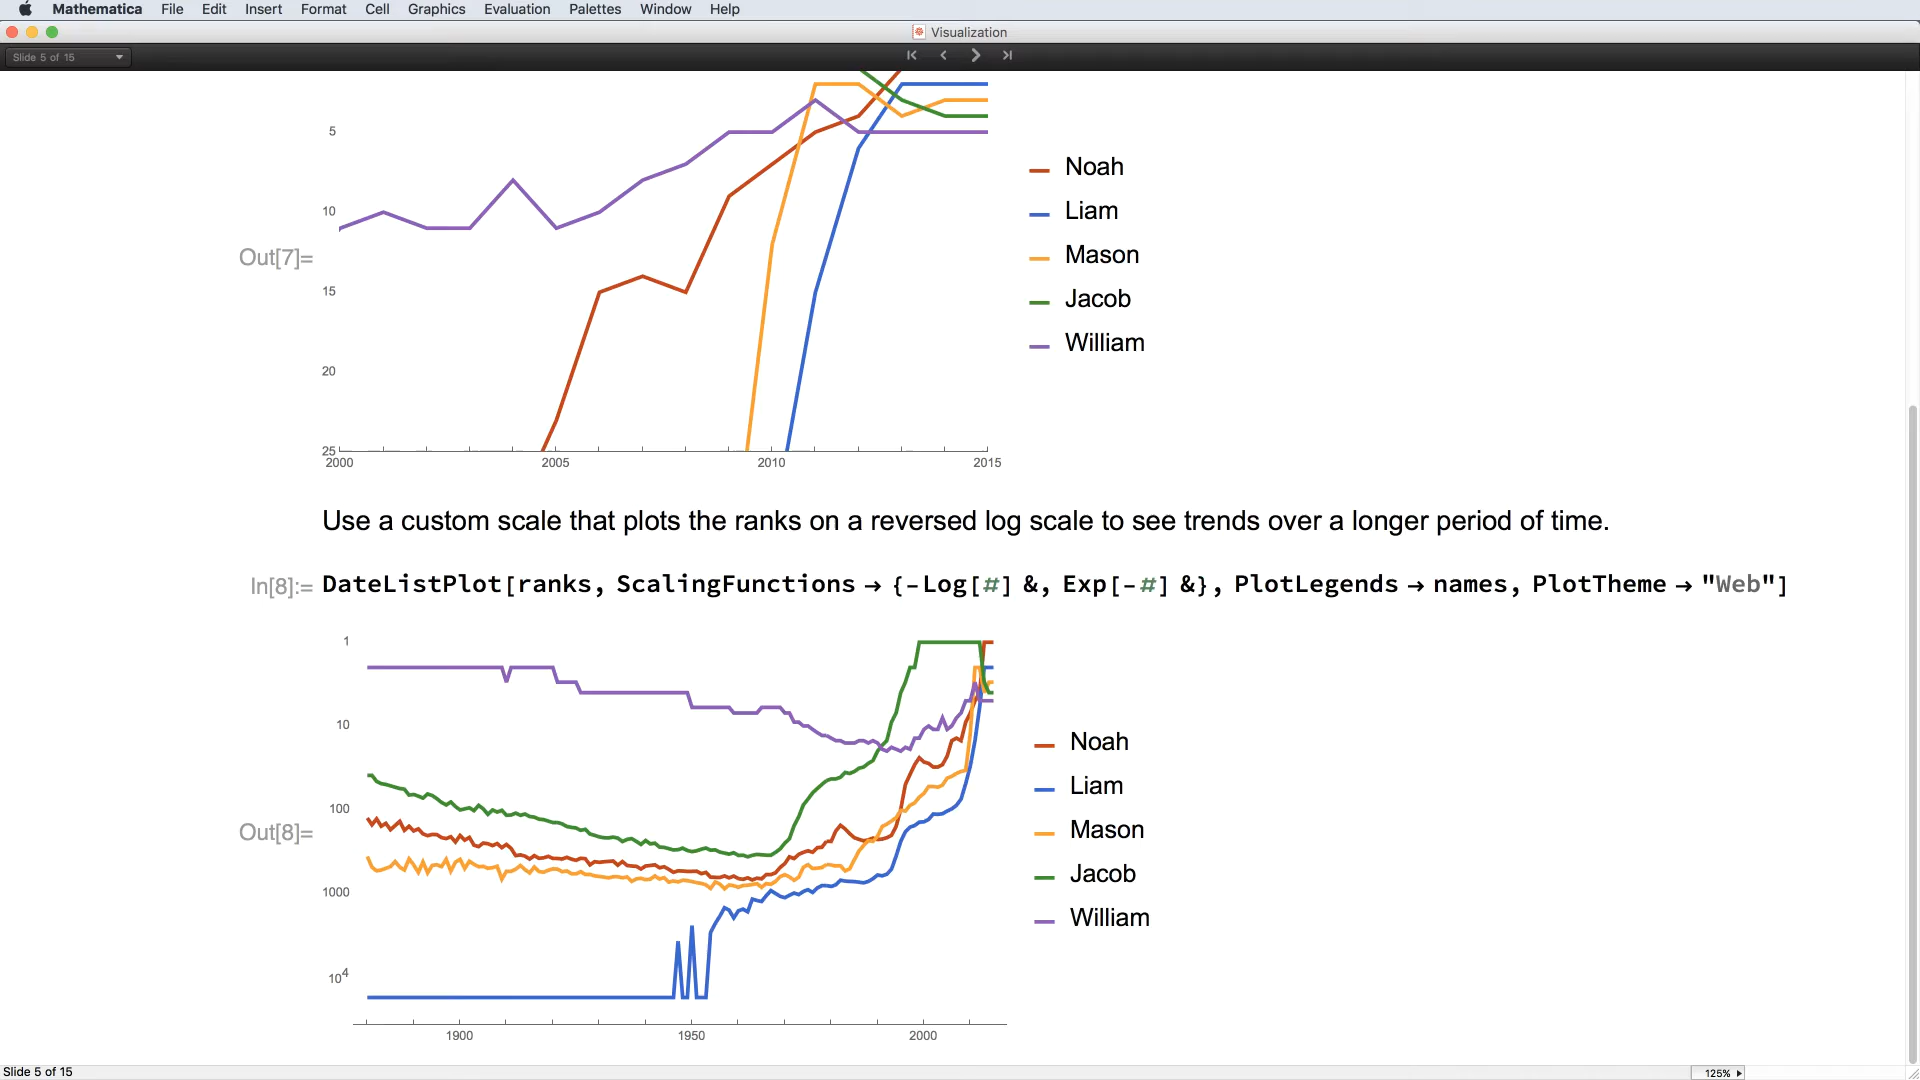 Mathematica File Edit Insert Format Cell Graphics Evaluation Palettes Window Help
Visualization
Slide 5 of 15
5
10
15
20
25
2000 2005 2010 2015
Out[7]=
Noah
Liam
Mason
Jacob
William
Use a custom scale that plots the ranks on a reversed log scale to see trends over a longer period of time.
In[8]:= DateListPlot[ranks, ScalingFunctions → {-Log[#] &, Exp[-#] &}, PlotLegends → names, PlotTheme → "Web"]
1
10
100
1000
10⁴
1900 1950 2000
Out[8]=
Noah
Liam
Mason
Jacob
William
Slide 5 of 15
125%